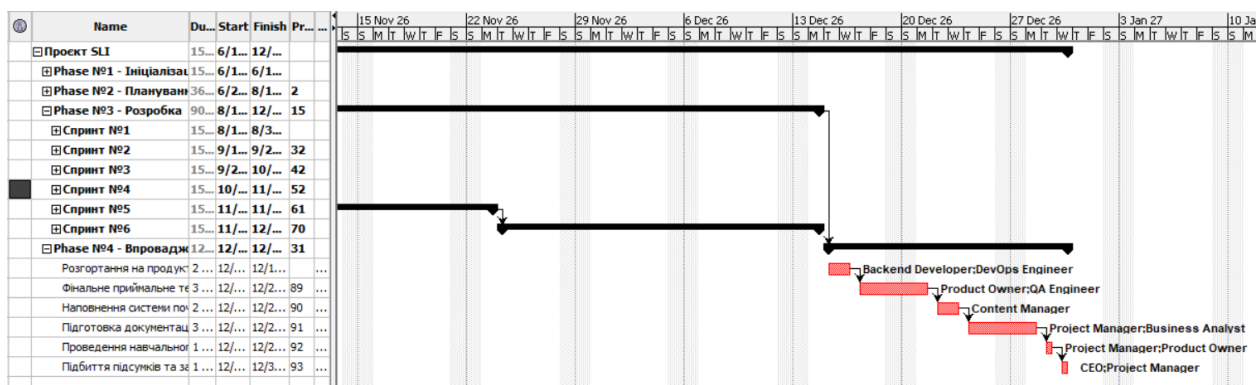 15 Nov 26 22 Nov 26 29 Nov 26 6 Dec 26 13 Dec 26 20 Dec 26 27 Dec 26 3 Jan 27 10 Ja
Name Du... Start Finish Pr... ...
S S M T W T F S S M T W T F S S M T W T F S S M T W T F S S M T W T F S S M T W T F S S M T W T F S S M T W T F S S M
Проєкт SLI 15... 6/1... 12/...
Phase №1 - Ініціалізац 15... 6/1... 6/1...
Phase №2 - Плануванн 36... 6/2... 8/1... 2
Phase №3 - Розробка 90... 8/1... 12/... 15
Спринт №1 15... 8/1... 8/3...
Спринт №2 15... 9/1... 9/2... 32
Спринт №3 15... 9/2... 10/... 42
Спринт №4 15... 10/... 11/... 52
Спринт №5 15... 11/... 11/... 61
Спринт №6 15... 11/... 12/... 70
Phase №4 - Впровадж 12... 12/... 12/... 31
Розгортання на продукт 2 ... 12/... 12/1... ... Backend Developer;DevOps Engineer
Фінальне приймальне те 3 ... 12/... 12/2... 89 ... Product Owner;QA Engineer
Наповнення системи поч 2 ... 12/... 12/2... 90 ... Content Manager
Підготовка документац 3 ... 12/... 12/2... 91 ... Project Manager;Business Analyst
Проведення навчальног 1 ... 12/... 12/2... 92 ... Project Manager;Product Owner
Підбиття підсумків та за 1 ... 12/... 12/3... 93 ... CEO;Project Manager